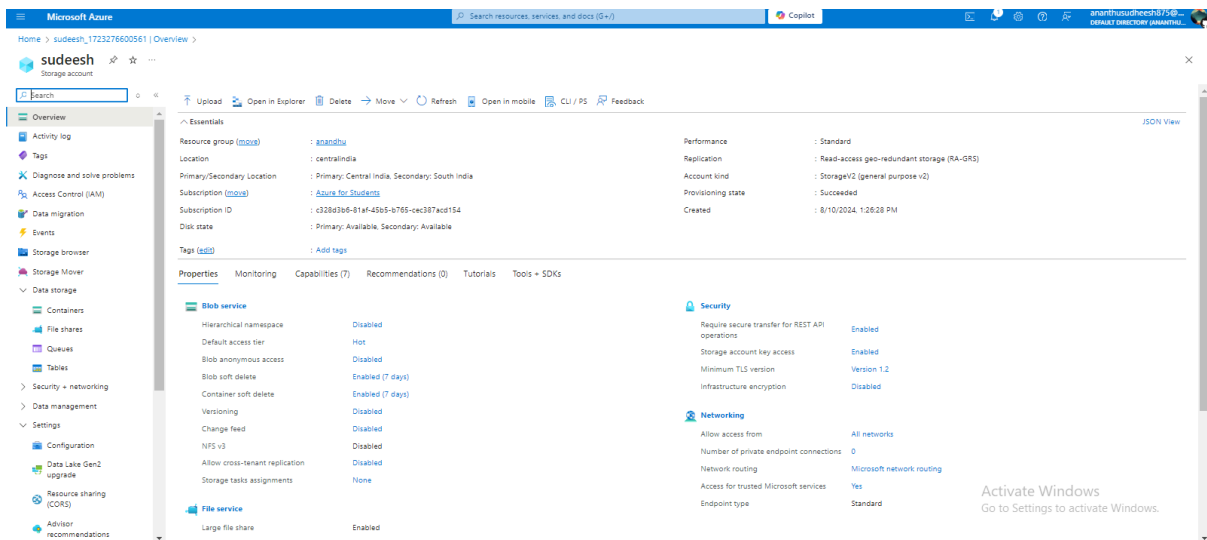 Microsoft Azure
Search resources, services, and docs (G+/)
Copilot
ananthusudheesh875@...
DEFAULT DIRECTORY (ANANTHU...
Home > sudeesh_1723276600561 | Overview >
sudeesh
Storage account
Search
Overview
Activity log
Tags
Diagnose and solve problems
Access Control (IAM)
Data migration
Events
Storage browser
Storage Mover
Data storage
Containers
File shares
Queues
Tables
Security + networking
Data management
Settings
Configuration
Data Lake Gen2
upgrade
Resource sharing
(CORS)
Advisor
recommendations
Upload Open in Explorer Delete Move Refresh Open in mobile CLI / PS Feedback
Essentials
JSON View
Resource group (move) : anandhu
Location : centralindia
Primary/Secondary Location : Primary: Central India, Secondary: South India
Subscription (move) : Azure for Students
Subscription ID : c328d3b6-81af-45b5-b765-cec387acd154
Disk state : Primary: Available, Secondary: Available
Tags (edit) : Add tags
Performance : Standard
Replication : Read-access geo-redundant storage (RA-GRS)
Account kind : StorageV2 (general purpose v2)
Provisioning state : Succeeded
Created : 8/10/2024, 1:26:28 PM
Properties Monitoring Capabilities (7) Recommendations (0) Tutorials Tools + SDKs
Blob service
Hierarchical namespace Disabled
Default access tier Hot
Blob anonymous access Disabled
Blob soft delete Enabled (7 days)
Container soft delete Enabled (7 days)
Versioning Disabled
Change feed Disabled
NFS v3 Disabled
Allow cross-tenant replication Disabled
Storage tasks assignments None
File service
Large file share Enabled
Security
Require secure transfer for REST API
operations Enabled
Storage account key access Enabled
Minimum TLS version Version 1.2
Infrastructure encryption Disabled
Networking
Allow access from All networks
Number of private endpoint connections 0
Network routing Microsoft network routing
Access for trusted Microsoft services Yes
Endpoint type Standard
Activate Windows
Go to Settings to activate Windows.